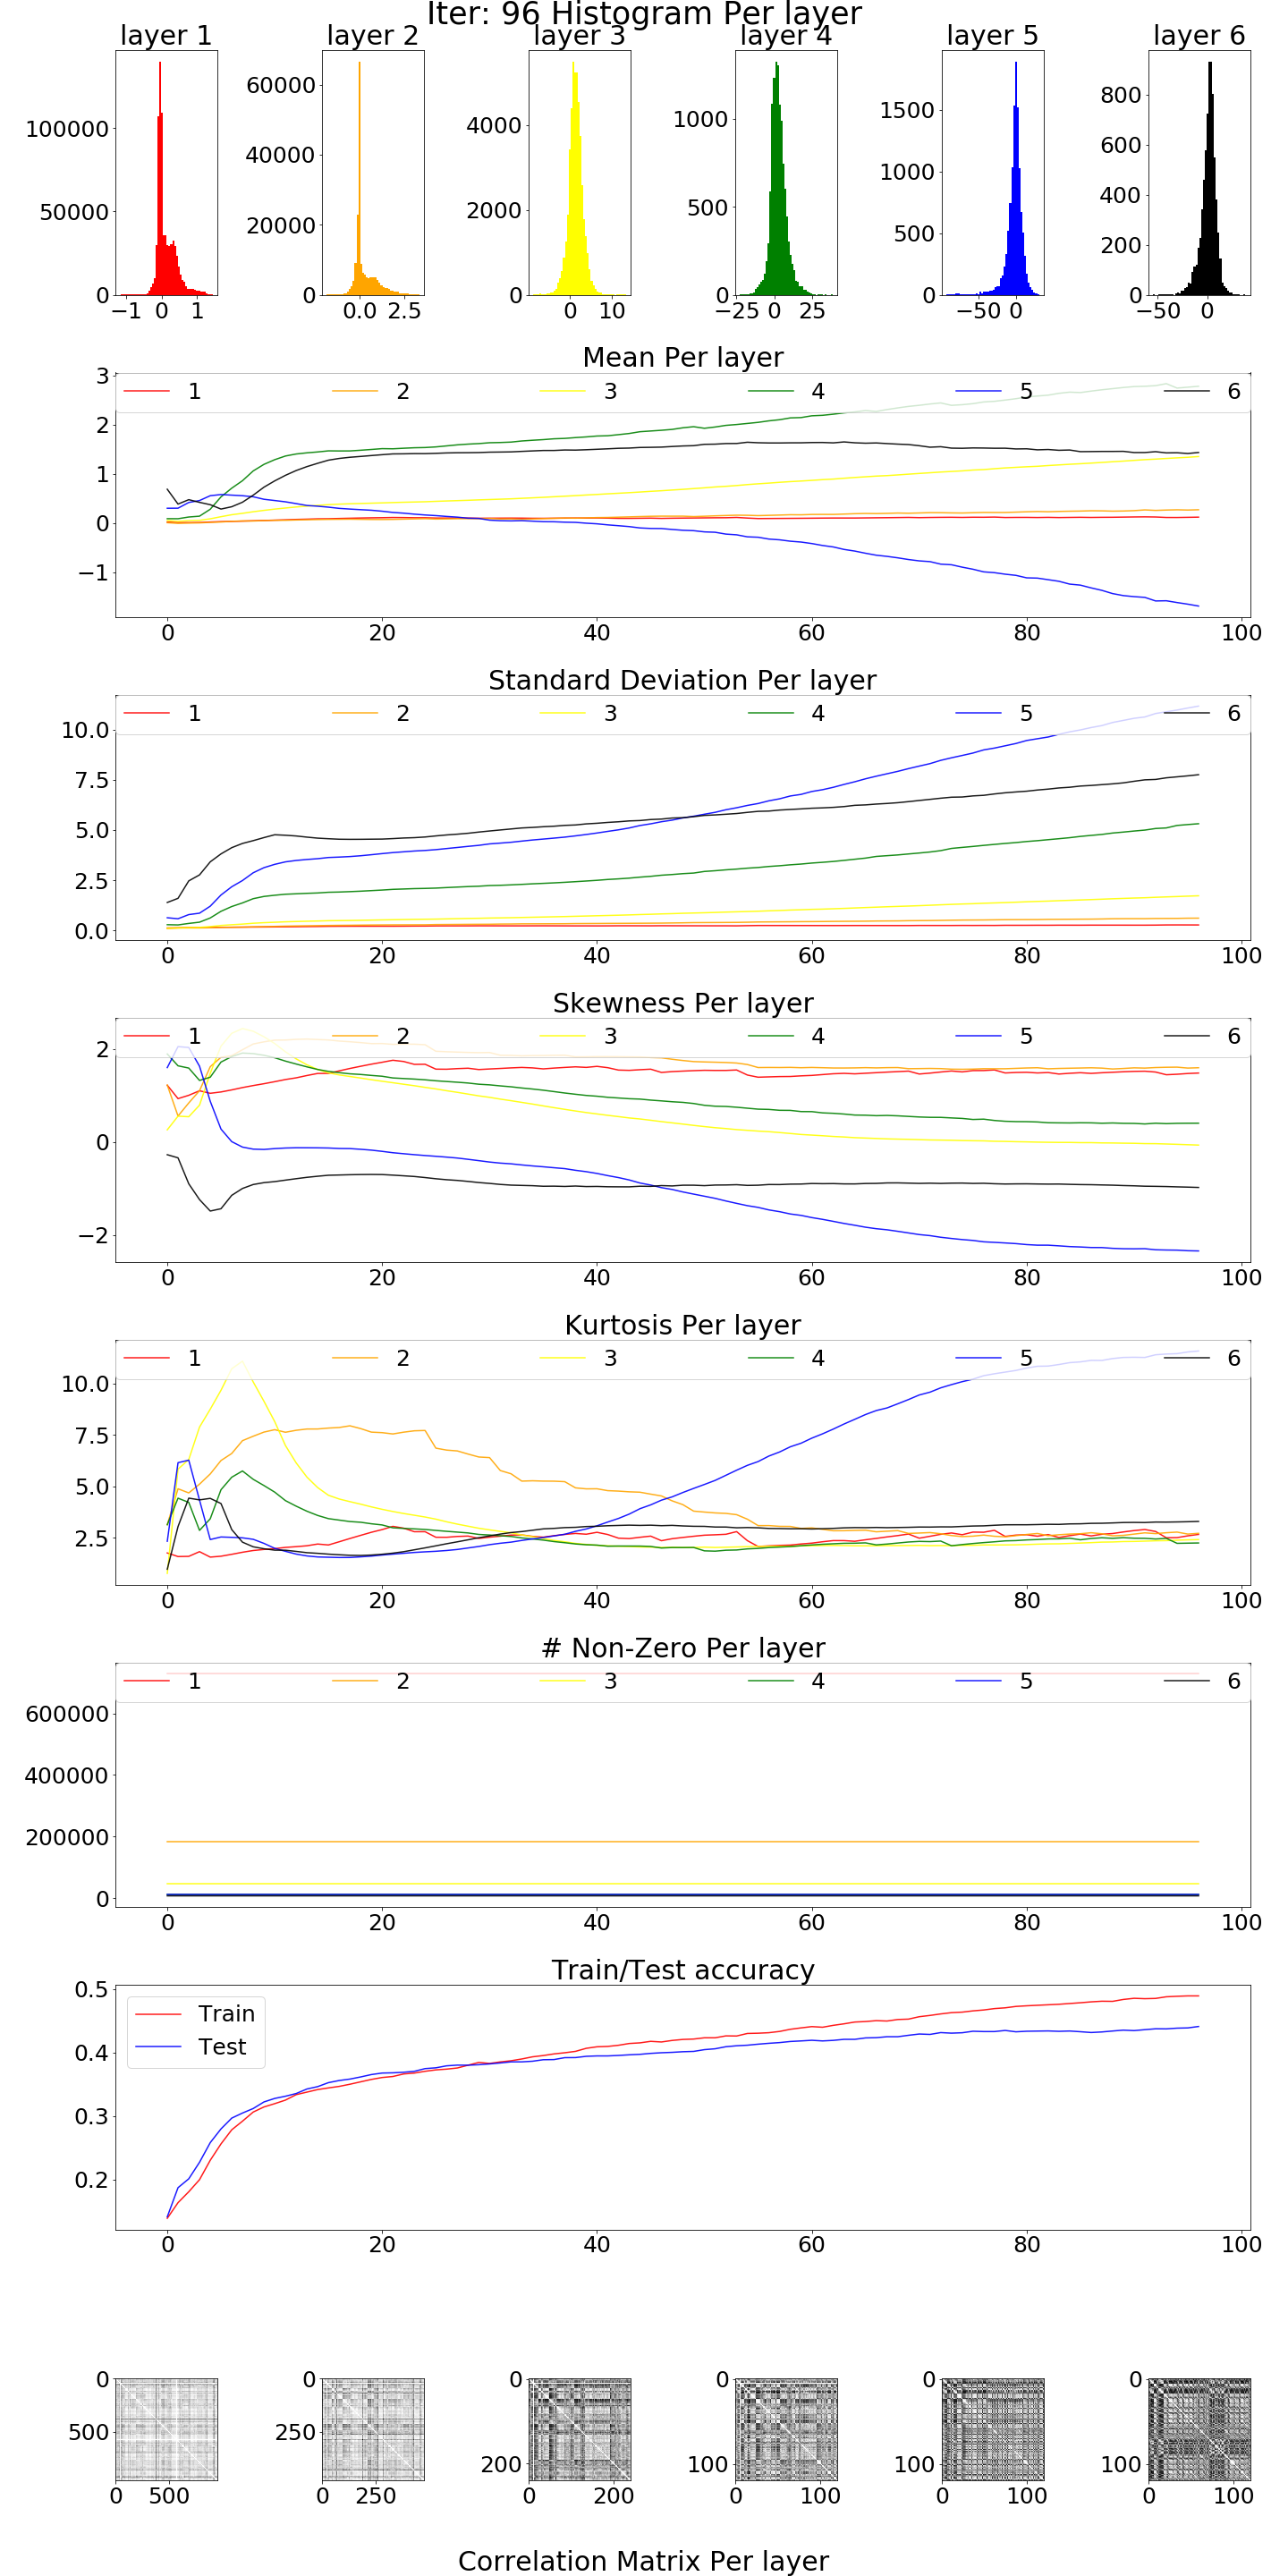 Iter: 96 Histogram Per layer
layer 1 layer 2 layer 3 layer 4 layer 5 layer 6
100000 50000 0 −1 0 1
60000 40000 20000 0 0.0 2.5
4000 2000 0 0 10
1000 500 0 −25 0 25
1500 1000 500 0 −50 0
800 600 400 200 0 −50 0
Mean Per layer
1 2 3 4 5 6
3
2
1
0
−1
0 20 40 60 80 100
Standard Deviation Per layer
1 2 3 4 5 6
10.0
7.5
5.0
2.5
0.0
0 20 40 60 80 100
Skewness Per layer
1 2 3 4 5 6
2
0
−2
0 20 40 60 80 100
Kurtosis Per layer
1 2 3 4 5 6
10.0
7.5
5.0
2.5
0 20 40 60 80 100
# Non-Zero Per layer
1 2 3 4 5 6
600000
400000
200000
0
0 20 40 60 80 100
Train/Test accuracy
Train
Test
0.5
0.4
0.3
0.2
0 20 40 60 80 100
0 500 0 500
0 250 0 250
0 200 0 200
0 100 0 100
0 100 0 100
0 100 0 100
Correlation Matrix Per layer